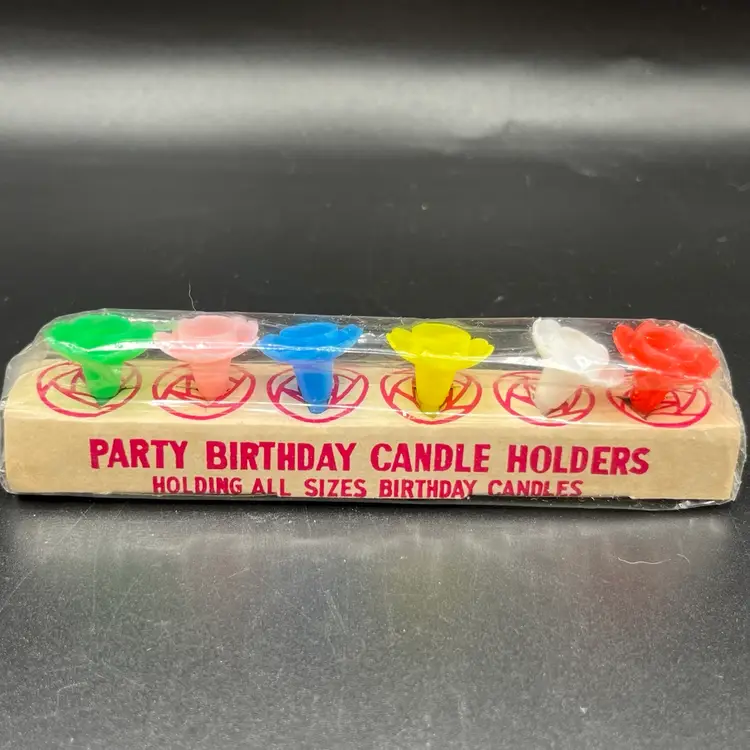 PARTY BIRTHDAY CANDLE HOLDERS
HOLDING ALL SIZES BIRTHDAY CANDLES